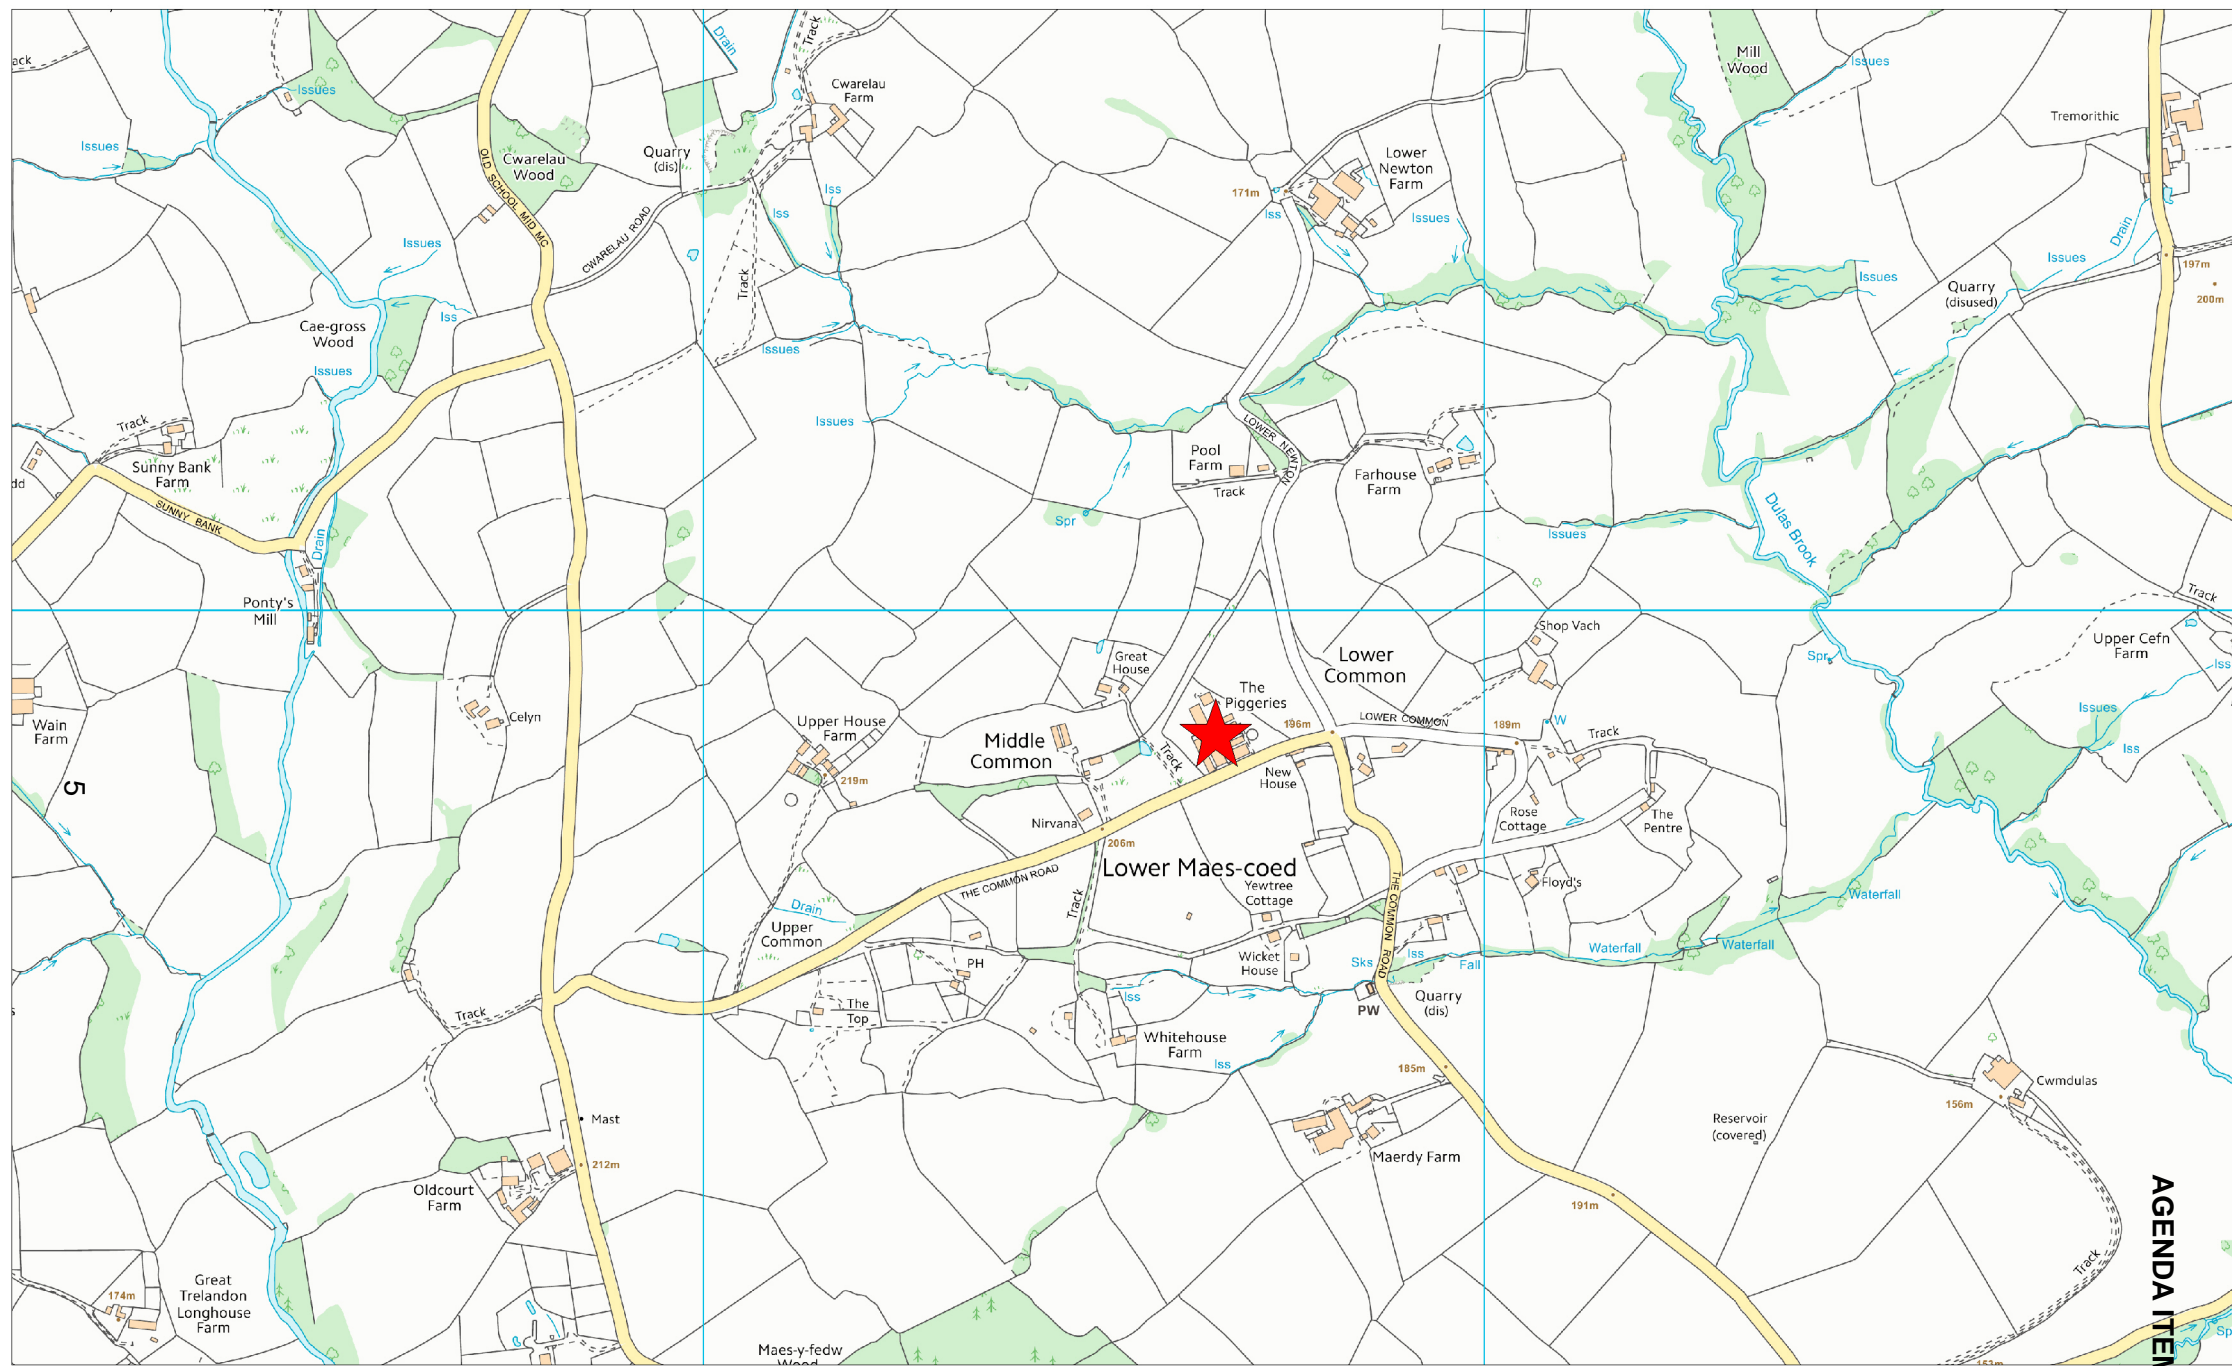 ack
Issues
Issues
OLD SCHOOL MID MC
Cwarelau
Wood
Quarry
(dis)
Drain
Track
Cwarelau
Farm
CWARELAU ROAD
Iss
Iss
Track
Issues
Issues
Iss
Cae-gross
Wood
Issues
Issues
Lower
Newton
Farm
171m
Iss
Issues
Mill
Wood
Issues
Tremorithic
Drain
Issues
197m
200m
Quarry
(disused)
Issues
Track
Sunny Bank
Farm
dd
SUNNY BANK
Drain
Ponty's
Mill
Spr
Pool
Farm
Track
LOWER NEWTON
Farhouse
Farm
Issues
Dulas Brook
Track
Upper Cefn
Farm
Iss
Issues
Iss
Spr
Shop Vach
Lower
Common
Great
House
The
Piggeries
196m
LOWER COMMON
189m
W
Track
Wain
Farm
5
Celyn
Upper House
Farm
219m
Middle
Common
Track
New
House
Nirvana
206m
Rose
Cottage
The
Pentre
Lower Maes-coed
THE COMMON ROAD
Yewtree
Cottage
THE COMMON ROAD
Floyd's
Waterfall
Waterfall
Waterfall
Drain
Upper
Common
Track
PH
Wicket
House
Sks
Iss
Fall
Iss
The
Top
Track
PW
Quarry
(dis)
Whitehouse
Farm
Iss
185m
s
Mast
212m
Oldcourt
Farm
Maerdy Farm
Reservoir
(covered)
Cwmdulas
156m
191m
Track
Great
Trelandon
Longhouse
Farm
174m
Maes-y-fedw
Wood
AGENDA ITEM
Sp
153m